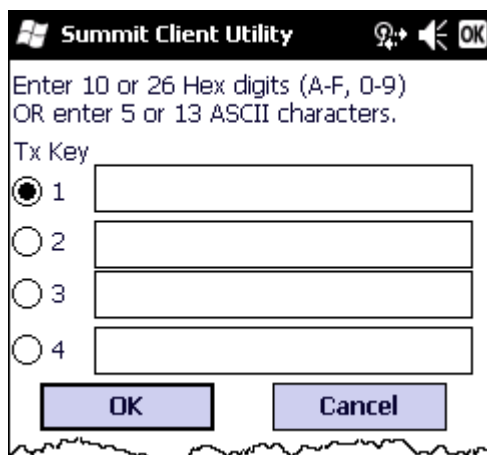 Summit Client Utility OK
Enter 10 or 26 Hex digits (A-F, 0-9)
OR enter 5 or 13 ASCII characters.
Tx Key
1
2
3
4
OK Cancel